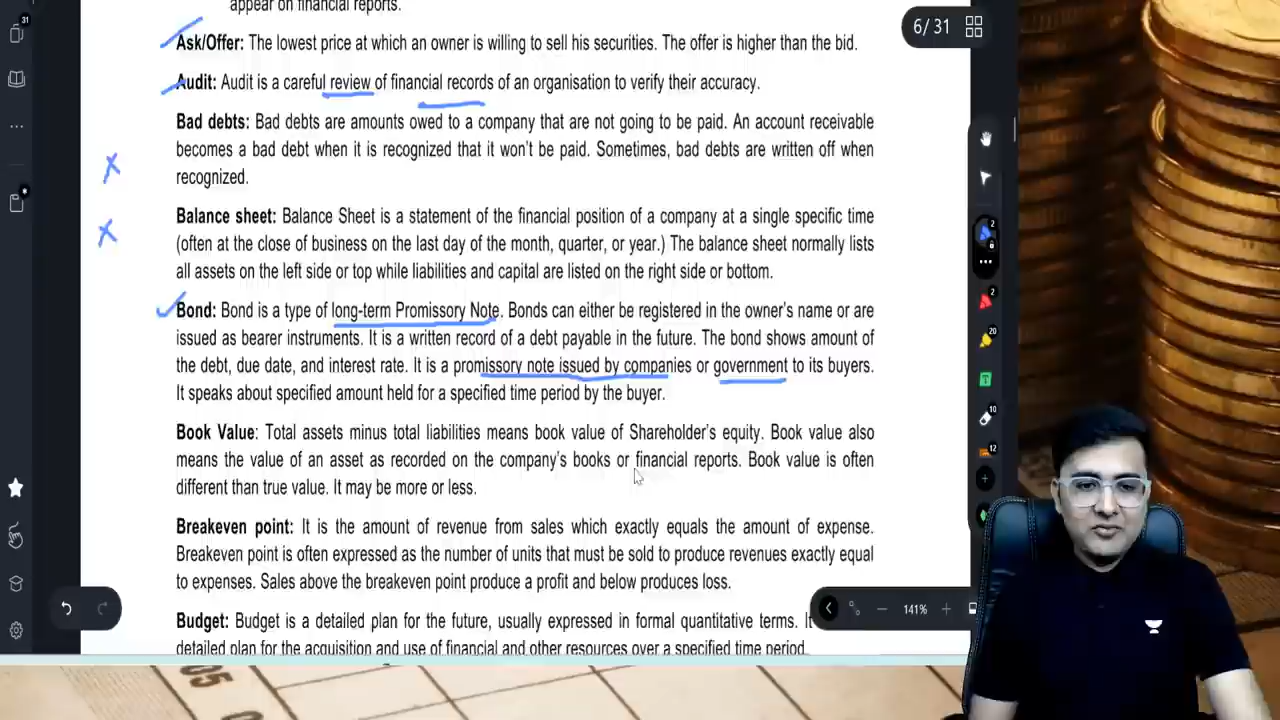 appear on financial reports.
31
6/31
Ask/Offer: The lowest price at which an owner is willing to sell his securities. The offer is higher than the bid.
Audit: Audit is a careful review of financial records of an organisation to verify their accuracy.
Bad debts: Bad debts are amounts owed to a company that are not going to be paid. An account receivable
becomes a bad debt when it is recognized that it won't be paid. Sometimes, bad debts are written off when
recognized.
Balance sheet: Balance Sheet is a statement of the financial position of a company at a single specific time
(often at the close of business on the last day of the month, quarter, or year.) The balance sheet normally lists
all assets on the left side or top while liabilities and capital are listed on the right side or bottom.
Bond: Bond is a type of long-term Promissory Note. Bonds can either be registered in the owner's name or are
issued as bearer instruments. It is a written record of a debt payable in the future. The bond shows amount of
the debt, due date, and interest rate. It is a promissory note issued by companies or government to its buyers.
It speaks about specified amount held for a specified time period by the buyer.
Book Value: Total assets minus total liabilities means book value of Shareholder's equity. Book value also
means the value of an asset as recorded on the company's books or financial reports. Book value is often
different than true value. It may be more or less.
Breakeven point: It is the amount of revenue from sales which exactly equals the amount of expense.
Breakeven point is often expressed as the number of units that must be sold to produce revenues exactly equal
to expenses. Sales above the breakeven point produce a profit and below produces loss.
Budget: Budget is a detailed plan for the future, usually expressed in formal quantitative terms. It
detailed plan for the acquisition and use of financial and other resources over a specified time period.
2
2
20
T
10
12
141%
05